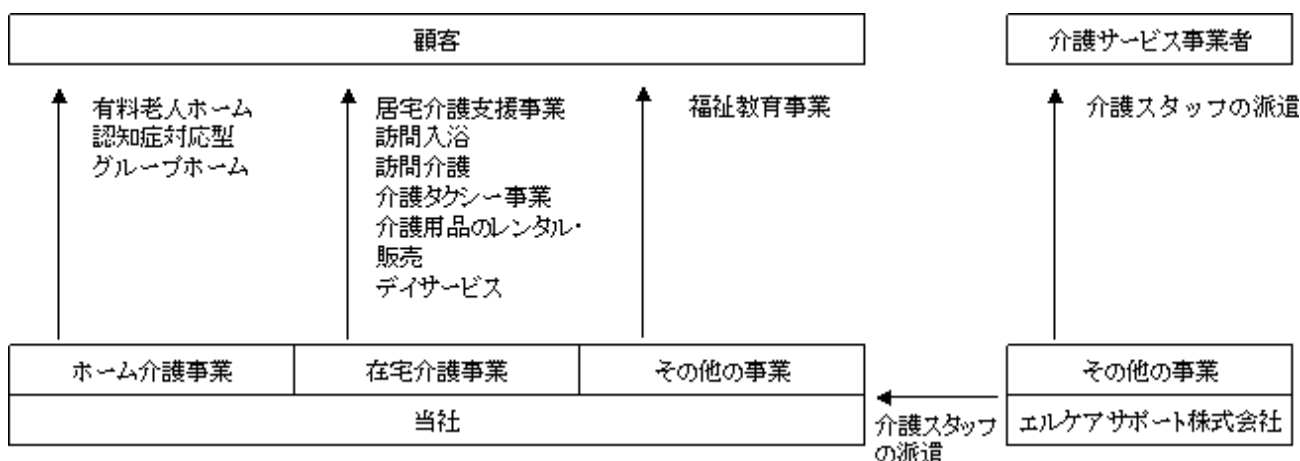 顧客
介護サービス事業者
有料老人ホーム
認知症対応型
グループホーム
居宅介護支援事業
訪問入浴
訪問介護
介護タクシー事業
介護用品のレンタル・
販売
デイサービス
福祉教育事業
介護スタッフの派遣
ホーム介護事業
在宅介護事業
その他の事業
その他の事業
当社
介護スタッフ
の派遣
エルケアサポート株式会社